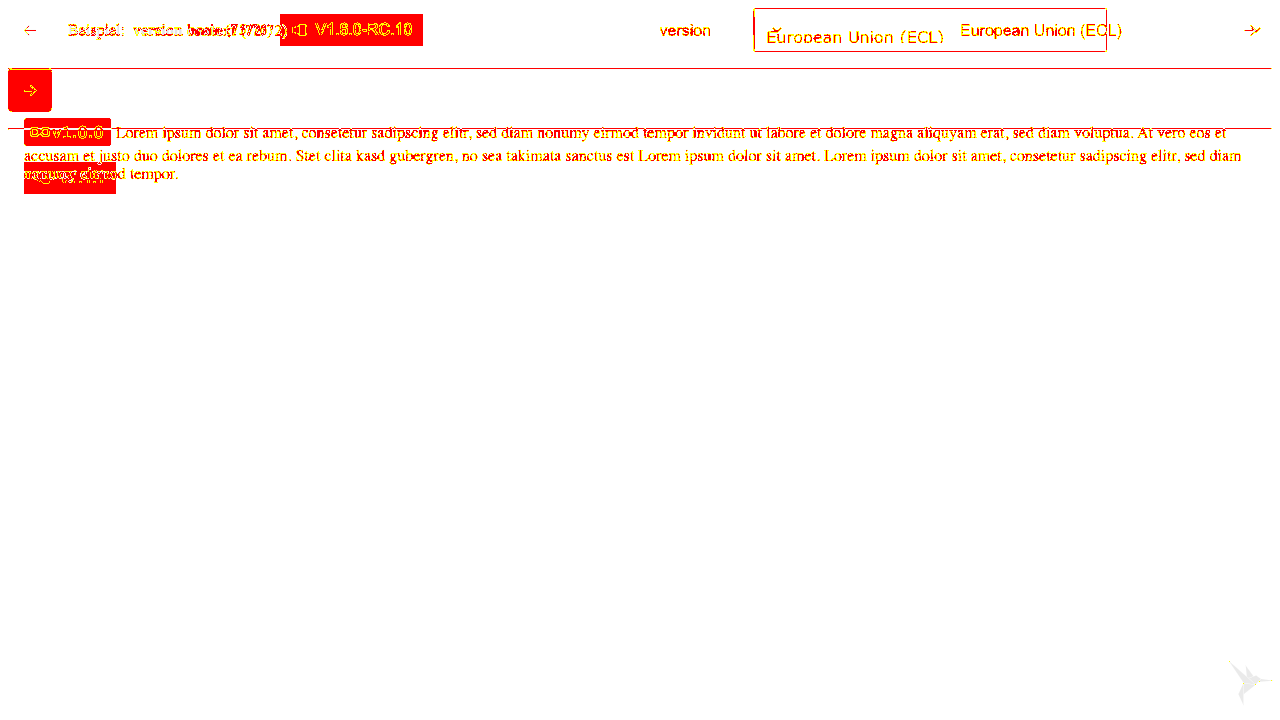 Beispiel: version V1.8.0-RC.10 version European Union (ECL) European Union (ECL)
v1.0.0 Lorem ipsum dolor sit amet, consetetur sadipscing elitr, sed diam nonumy eirmod tempor invidunt ut labore et dolore magna aliquyam erat, sed diam voluptua. At vero eos et
accusam et justo duo dolores et ea rebum. Stet clita kasd gubergren, no sea takimata sanctus est Lorem ipsum dolor sit amet. Lorem ipsum dolor sit amet, consetetur sadipscing elitr, sed diam
nonumy eirmod tempor.